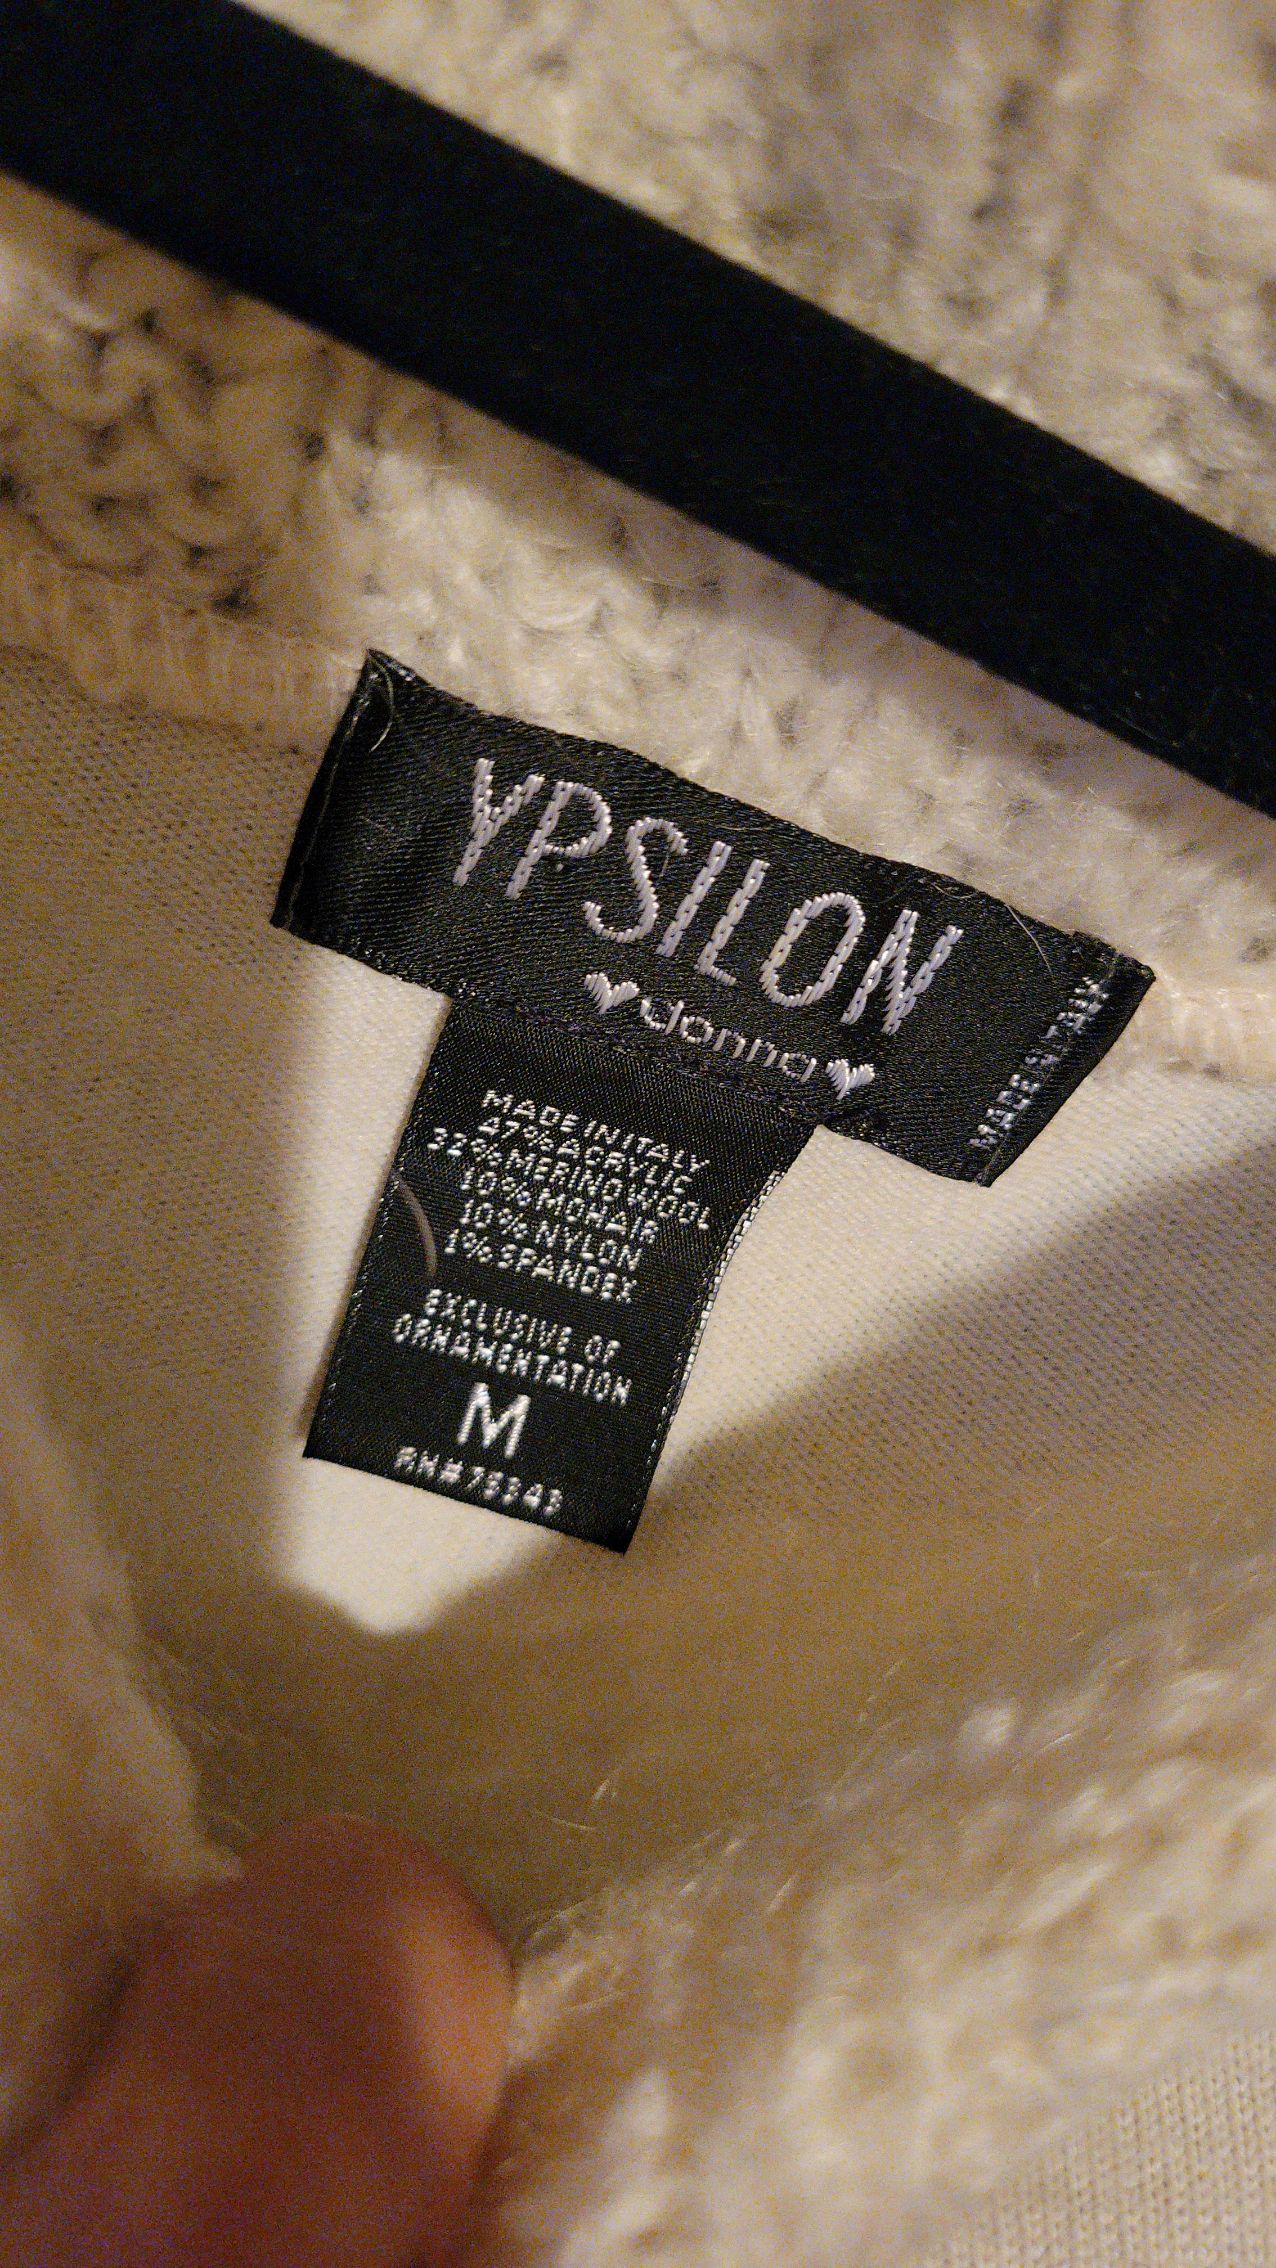 YPSILON
♥donna♥
MADE IN ITALY
MADE IN ITALY
47% ACRYLIC
32% MERINO WOOL
10% MOHAIR
10% NYLON
1% SPANDEX
EXCLUSIVE OF
ORNAMENTATION
M